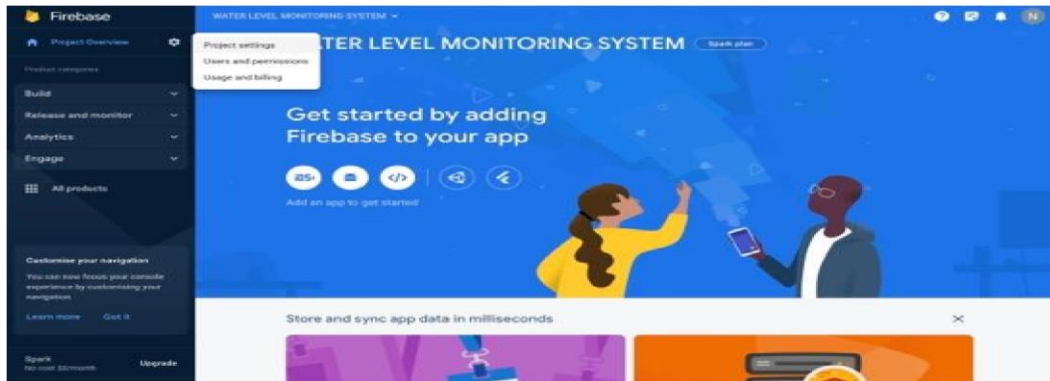 Firebase
WATER LEVEL MONITORING SYSTEM
N
Project Overview
Project settings
Users and permissions
Usage and billing
TER LEVEL MONITORING SYSTEM
Spark plan
Product categories
Build
Release and monitor
Analytics
Engage
All products
Get started by adding
Firebase to your app
iOS+
</>
Add an app to get started
Customise your navigation
You can now focus your console
experience by customising your
navigation
Learn more
Got it
Spark
No cost $0/month
Upgrade
Store and sync app data in milliseconds